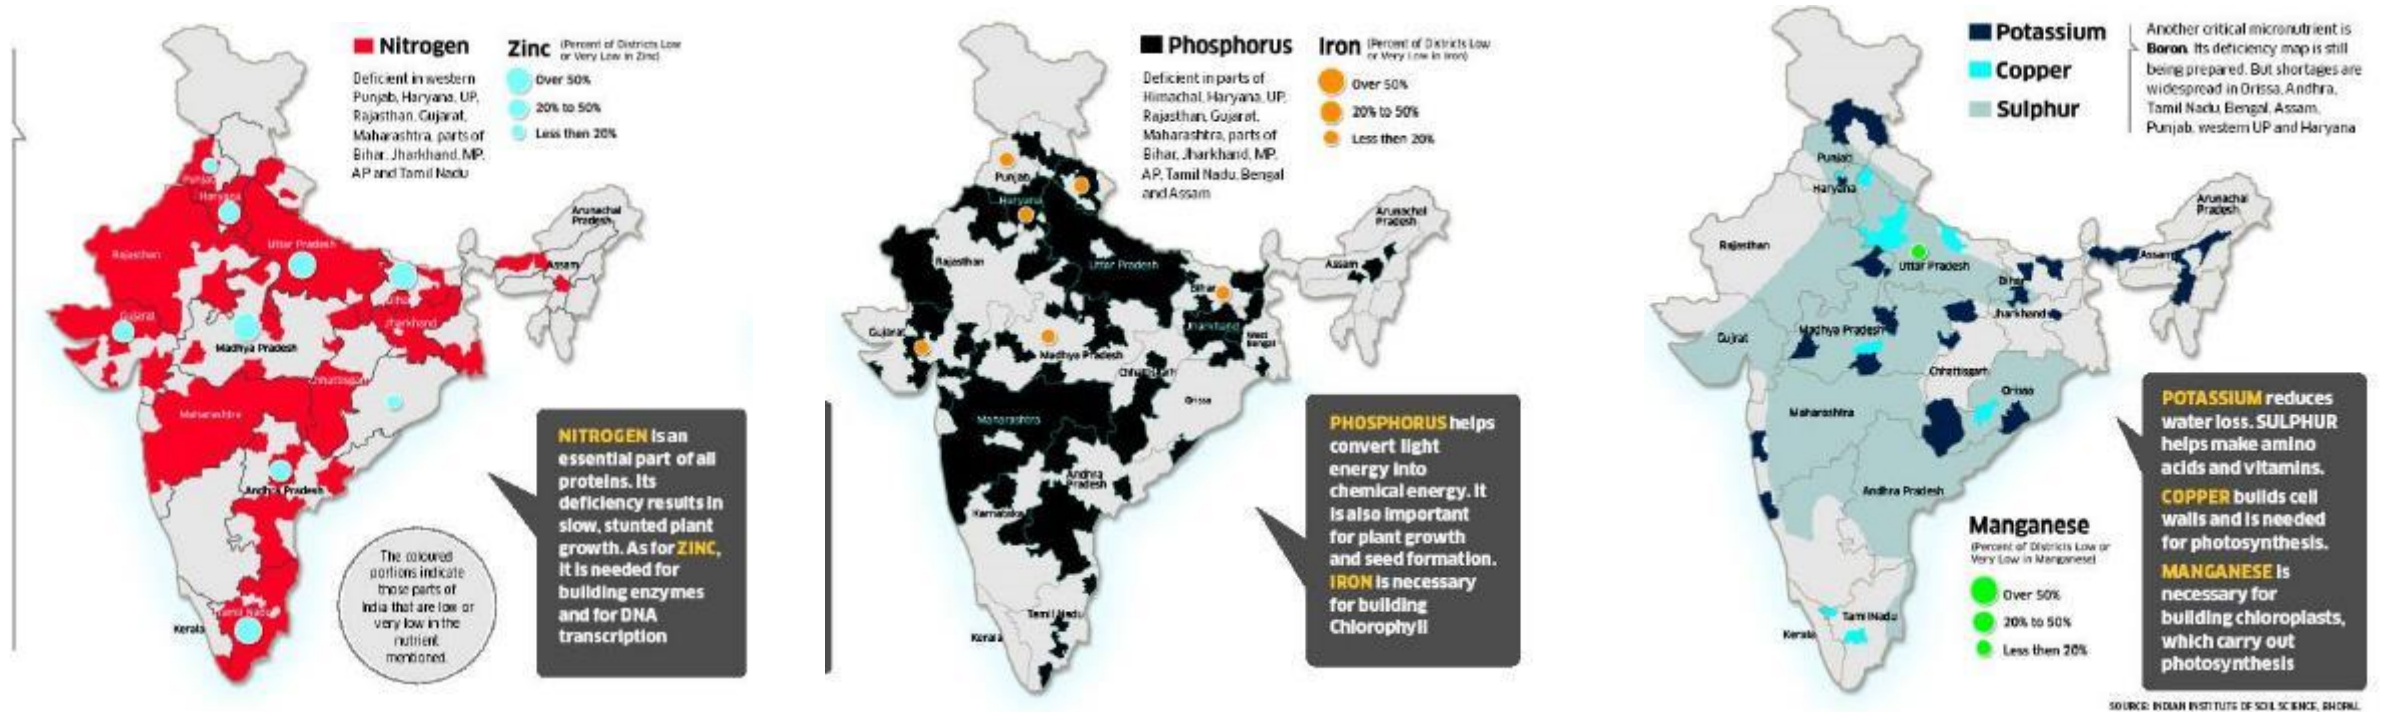 Nitrogen
Deficient in western
Punjab, Haryana, UP,
Rajasthan, Gujarat,
Maharashtra, parts of
Bihar, Jharkhand, MP,
AP and Tamil Nadu
Zinc (Percent of Districts Low
or Very Low in Zinc)
Over 50%
20% to 50%
Less then 20%
Punjab
Haryana
Rajasthan
Uttar Pradesh
Arunachal
Pradesh
Assam
Bihar
Jharkhand
Gujarat
Madhya Pradesh
Chhattisgarh
Maharashtra
Andhra Pradesh
Tamil Nadu
Kerala
The coloured
portions indicate
those parts of
India that are low or
very low in the
nutrient
mentioned.
NITROGEN is an
essential part of all
proteins. Its
deficiency results in
slow, stunted plant
growth. As for ZINC,
it is needed for
building enzymes
and for DNA
transcription
Phosphorus
Deficient in parts of
Himachal, Haryana, UP,
Rajasthan, Gujarat,
Maharashtra, parts of
Bihar, Jharkhand, MP,
AP, Tamil Nadu, Bengal
and Assam
Iron (Percent of Districts Low
or Very Low in Iron)
Over 50%
20% to 50%
Less then 20%
Punjab
Haryana
Rajasthan
Uttar Pradesh
Arunachal
Pradesh
Assam
Bihar
Jharkhand
West
Bengal
Gujarat
Madhya Pradesh
Chhattisgarh
Orissa
Maharashtra
Andhra
Pradesh
Karnataka
Tamil Nadu
Kerala
PHOSPHORUS helps
convert light
energy into
chemical energy. It
is also important
for plant growth
and seed formation.
IRON is necessary
for building
Chlorophyll
Potassium
Copper
Sulphur
Another critical micronutrient is
Boron. Its deficiency map is still
being prepared. But shortages are
widespread in Orissa, Andhra,
Tamil Nadu, Bengal, Assam,
Punjab, western UP and Haryana
Punjab
Haryana
Rajasthan
Uttar Pradesh
Arunachal
Pradesh
Assam
Bihar
Jharkhand
Gujrat
Madhya Pradesh
Chhattisgarh
Orissa
Maharashtra
Andhra Pradesh
Tamil Nadu
Kerala
Manganese
(Percent of Districts Low or
Very Low in Manganese)
Over 50%
20% to 50%
Less then 20%
POTASSIUM reduces
water loss. SULPHUR
helps make amino
acids and vitamins.
COPPER builds cell
walls and is needed
for photosynthesis.
MANGANESE is
necessary for
building chloroplasts,
which carry out
photosynthesis
SOURCE: INDIAN INSTITUTE OF SOIL SCIENCE, BHOPAL